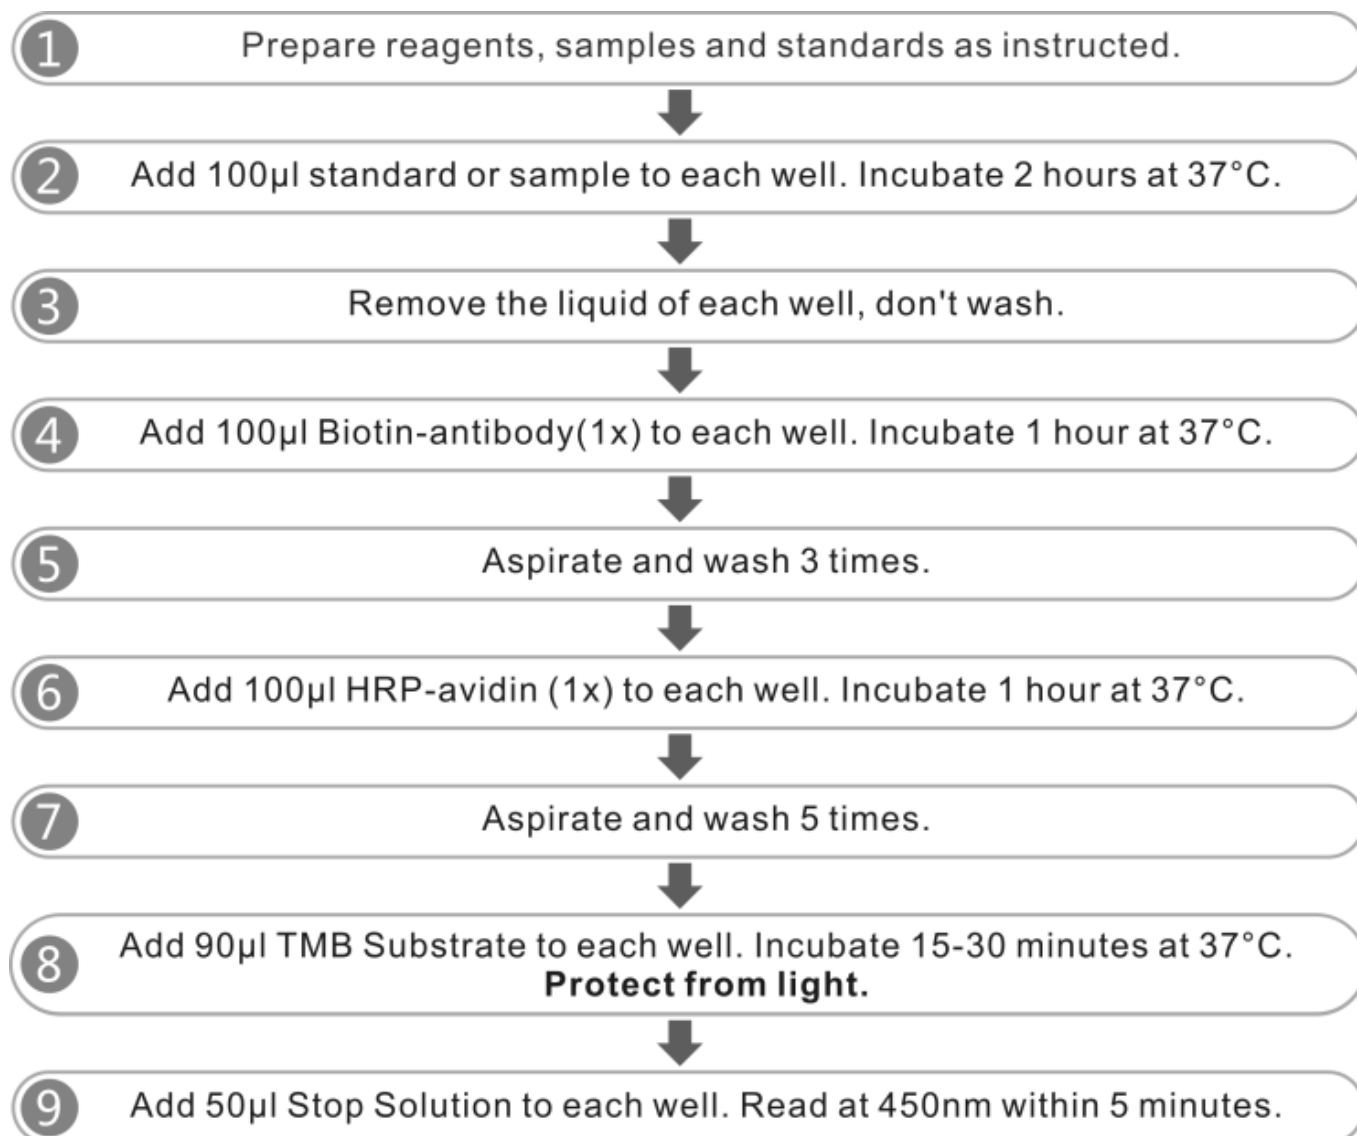 1 Prepare reagents, samples and standards as instructed.
2 Add 100µl standard or sample to each well. Incubate 2 hours at 37°C.
3 Remove the liquid of each well, don't wash.
4 Add 100µl Biotin-antibody(1x) to each well. Incubate 1 hour at 37°C.
5 Aspirate and wash 3 times.
6 Add 100µl HRP-avidin (1x) to each well. Incubate 1 hour at 37°C.
7 Aspirate and wash 5 times.
8 Add 90µl TMB Substrate to each well. Incubate 15-30 minutes at 37°C.
Protect from light.
9 Add 50µl Stop Solution to each well. Read at 450nm within 5 minutes.